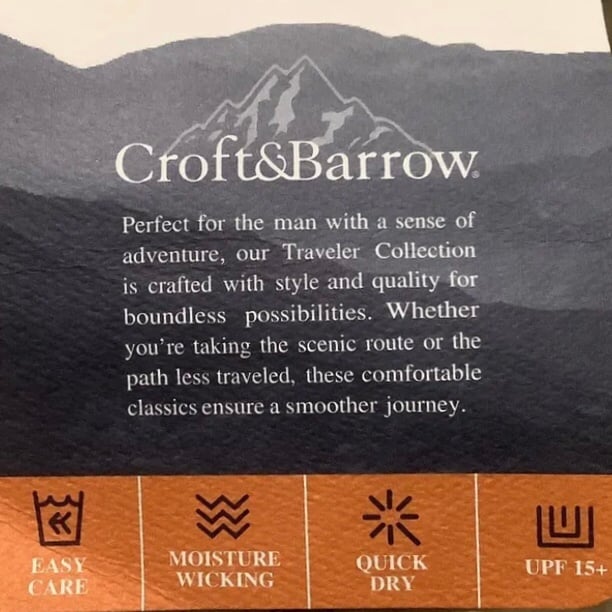 Croft&Barrow®
Perfect for the man with a sense of
adventure, our Traveler Collection
is crafted with style and quality for
boundless possibilities. Whether
you're taking the scenic route or the
path less traveled, these comfortable
classics ensure a smoother journey.
EASY
CARE
MOISTURE
WICKING
QUICK
DRY
UPF 15+